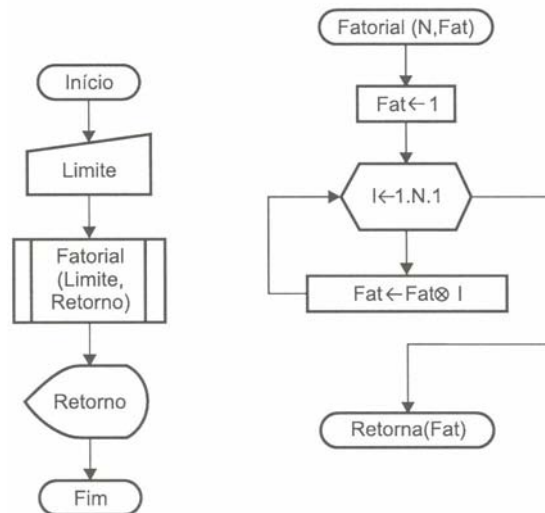 Início
Limite
Fatorial
(Limite,
Retorno)
Retorno
Fim
Fatorial (N,Fat)
Fat←1
I←1.N.1
Fat←Fat⊗ I
Retorna(Fat)